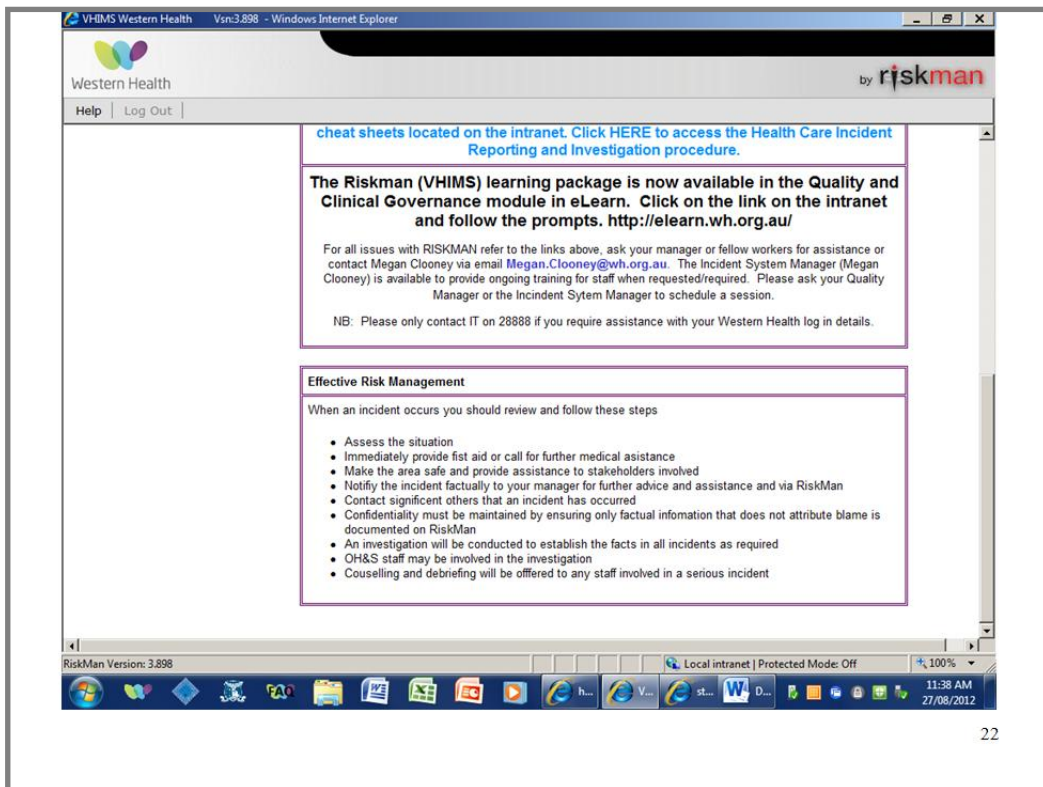 VHIMS Western Health Vsn:3.898 - Windows Internet Explorer
Western Health
by riskman
Help | Log Out |
cheat sheets located on the intranet. Click HERE to access the Health Care Incident
Reporting and Investigation procedure.
The Riskman (VHIMS) learning package is now available in the Quality and
Clinical Governance module in eLearn. Click on the link on the intranet
and follow the prompts. http://elearn.wh.org.au/
For all issues with RISKMAN refer to the links above, ask your manager or fellow workers for assistance or
contact Megan Clooney via email Megan.Clooney@wh.org.au. The Incident System Manager (Megan
Clooney) is available to provide ongoing training for staff when requested/required. Please ask your Quality
Manager or the Incindent Sytem Manager to schedule a session.
NB: Please only contact IT on 28888 if you require assistance with your Western Health log in details.
Effective Risk Management
When an incident occurs you should review and follow these steps
• Assess the situation
• Immediately provide fist aid or call for further medical asistance
• Make the area safe and provide assistance to stakeholders involved
• Notifiy the incident factually to your manager for further advice and assistance and via RiskMan
• Contact significent others that an incident has occurred
• Confidentiality must be maintained by ensuring only factual infomation that does not attribute blame is
documented on RiskMan
• An investigation will be conducted to establish the facts in all incidents as required
• OH&S staff may be involved in the investigation
• Couselling and debriefing will be offfered to any staff involved in a serious incident
RiskMan Version: 3.898
Local intranet | Protected Mode: Off
100%
FAQ
h...
V...
st...
D...
11:38 AM
27/08/2012
22